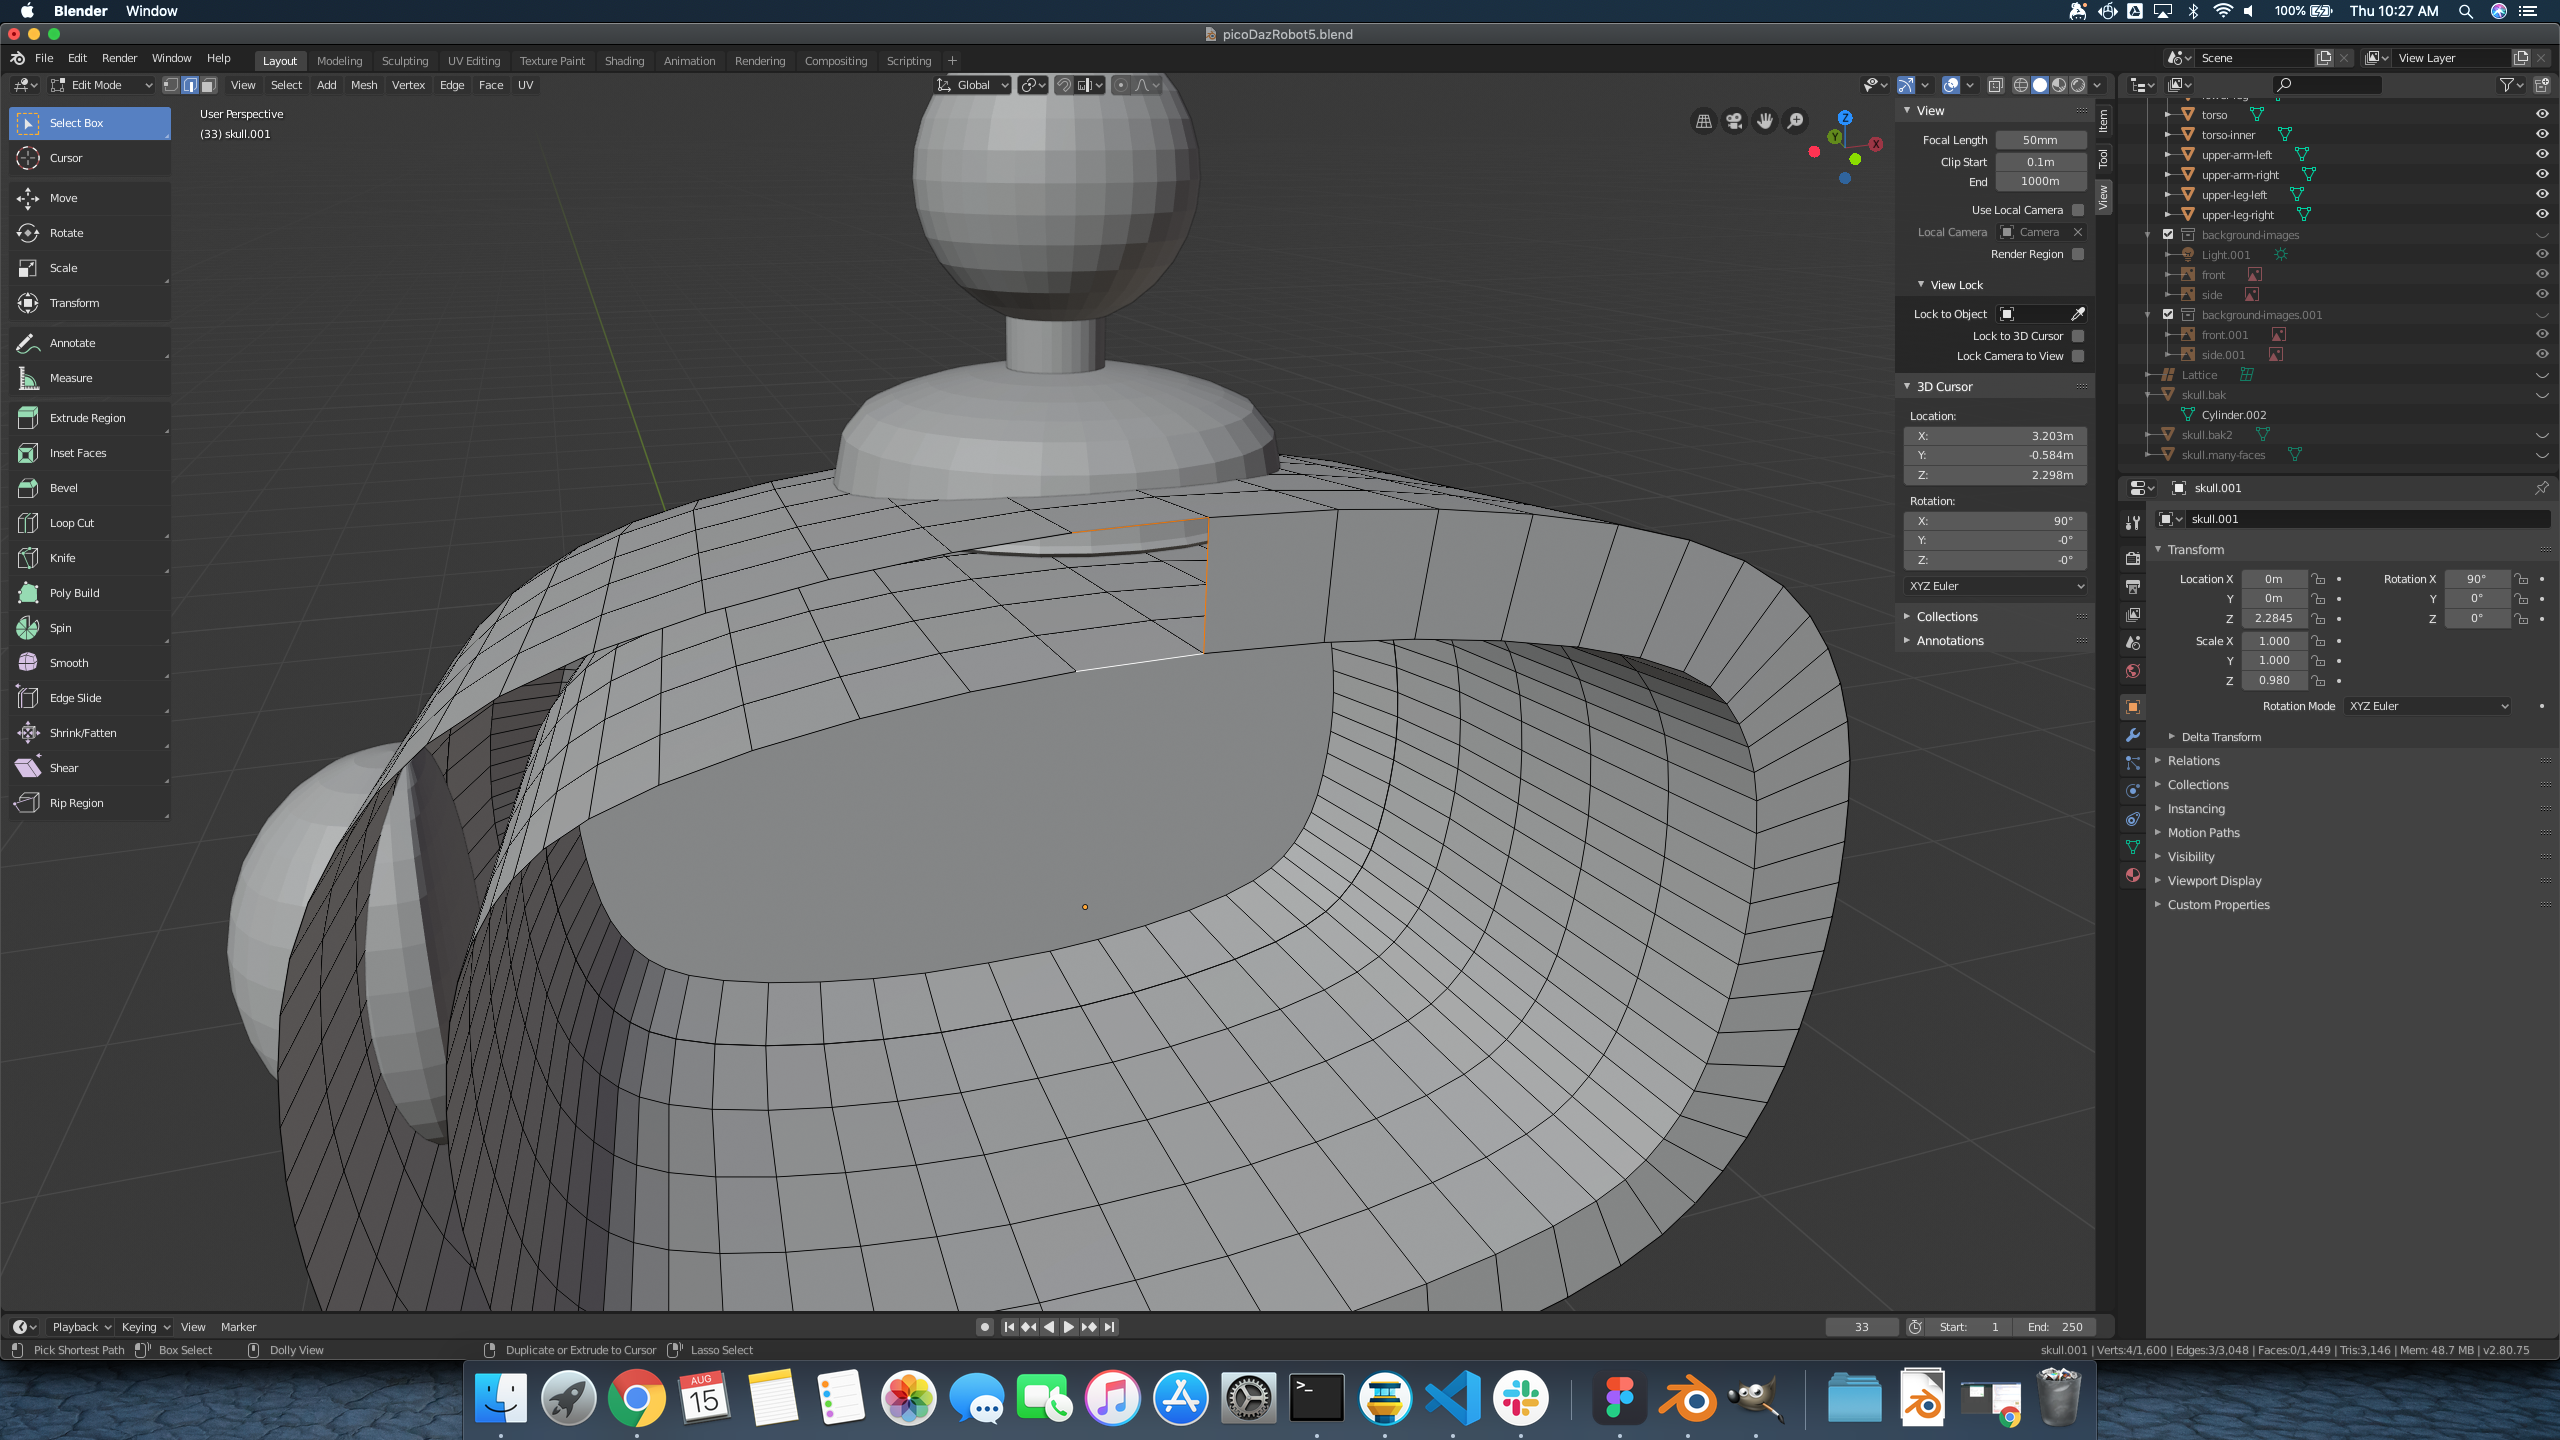 Blender Window
100% Thu 10:27 AM
picoDazRobot5.blend
File Edit Render Window Help
Layout Modeling Sculpting UV Editing Texture Paint Shading Animation Rendering Compositing Scripting +
Scene
View Layer
Edit Mode
View Select Add Mesh Vertex Edge Face UV
Global
Select Box
Cursor
Move
Rotate
Scale
Transform
Annotate
Measure
Extrude Region
Inset Faces
Bevel
Loop Cut
Knife
Poly Build
Spin
Smooth
Edge Slide
Shrink/Fatten
Shear
Rip Region
User Perspective
(33) skull.001
Z
Y
X
View
Focal Length 50mm
Clip Start 0.1m
End 1000m
Use Local Camera
Local Camera Camera
Render Region
View Lock
Lock to Object
Lock to 3D Cursor
Lock Camera to View
3D Cursor
Location:
X: 3.203m
Y: -0.584m
Z: 2.298m
Rotation:
X: 90°
Y: -0°
Z: -0°
XYZ Euler
Collections
Annotations
Item
Tool
View
torso
torso-inner
upper-arm-left
upper-arm-right
upper-leg-left
upper-leg-right
background-images
Light.001
front
side
background-images.001
front.001
side.001
Lattice
skull.bak
Cylinder.002
skull.bak2
skull.many-faces
skull.001
skull.001
Transform
Location X 0m Rotation X 90°
Y 0m Y 0°
Z 2.2845 Z 0°
Scale X 1.000
Y 1.000
Z 0.980
Rotation Mode XYZ Euler
Delta Transform
Relations
Collections
Instancing
Motion Paths
Visibility
Viewport Display
Custom Properties
Playback Keying View Marker
33 Start: 1 End: 250
Pick Shortest Path Box Select Dolly View Duplicate or Extrude to Cursor Lasso Select
skull.001 | Verts:4/1,600 | Edges:3/3,048 | Faces:0/1,449 | Tris:3,146 | Mem: 48.7 MB | v2.80.75
AUG
15